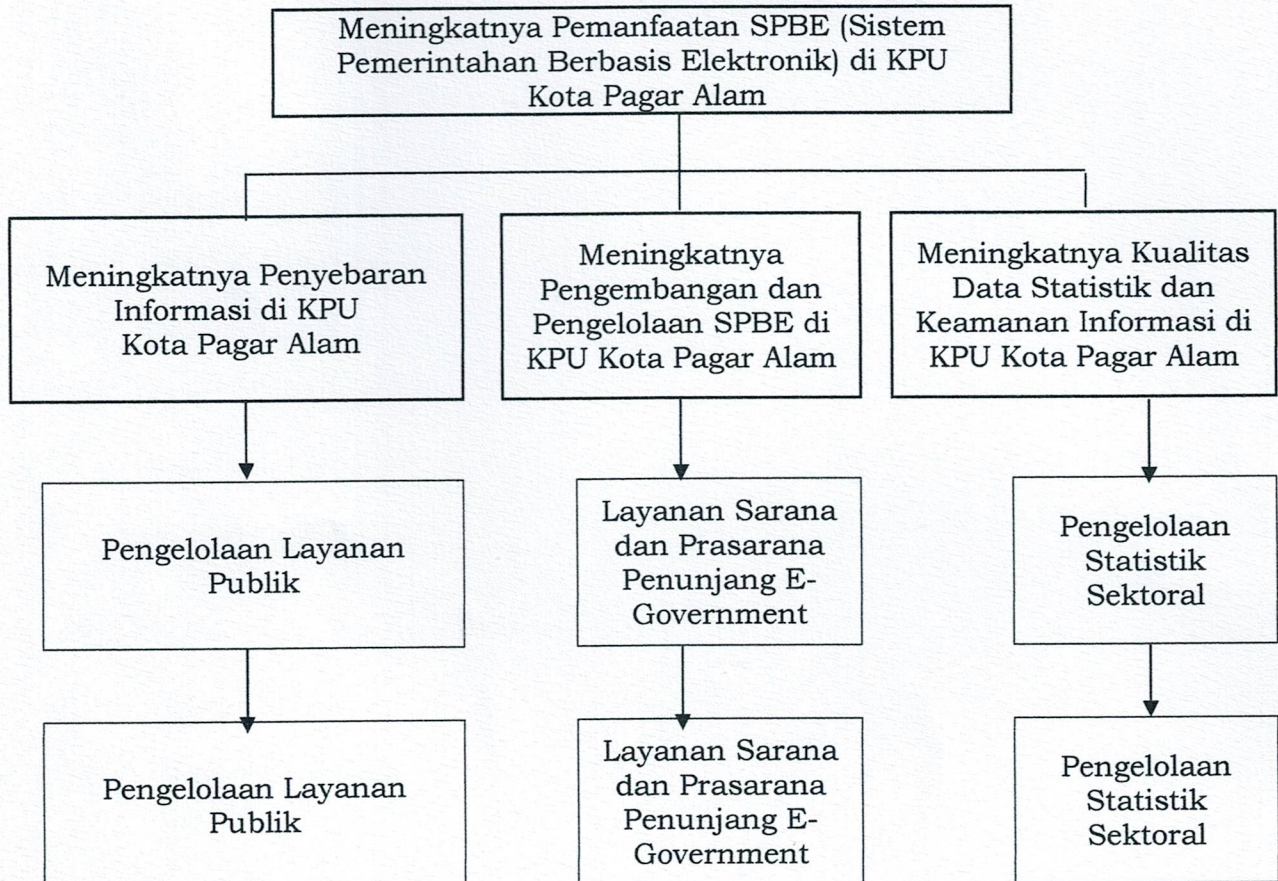 Meningkatnya Pemanfaatan SPBE (Sistem
Pemerintahan Berbasis Elektronik) di KPU
Kota Pagar Alam
Meningkatnya Penyebaran
Informasi di KPU
Kota Pagar Alam
Meningkatnya
Pengembangan dan
Pengelolaan SPBE di
KPU Kota Pagar Alam
Meningkatnya Kualitas
Data Statistik dan
Keamanan Informasi di
KPU Kota Pagar Alam
Pengelolaan Layanan
Publik
Layanan Sarana
dan Prasarana
Penunjang E-
Government
Pengelolaan
Statistik
Sektoral
Pengelolaan Layanan
Publik
Layanan Sarana
dan Prasarana
Penunjang E-
Government
Pengelolaan
Statistik
Sektoral